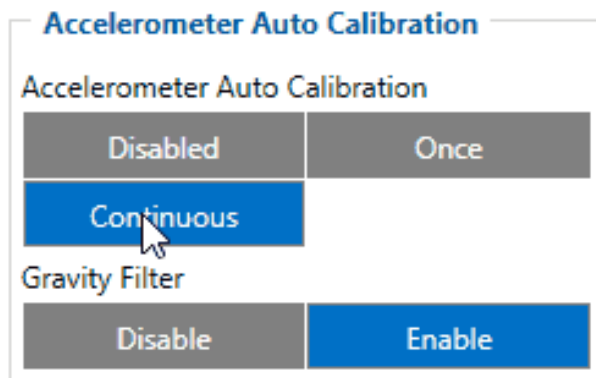 Accelerometer Auto Calibration
Accelerometer Auto Calibration
Disabled Once
Continuous
Gravity Filter
Disable Enable